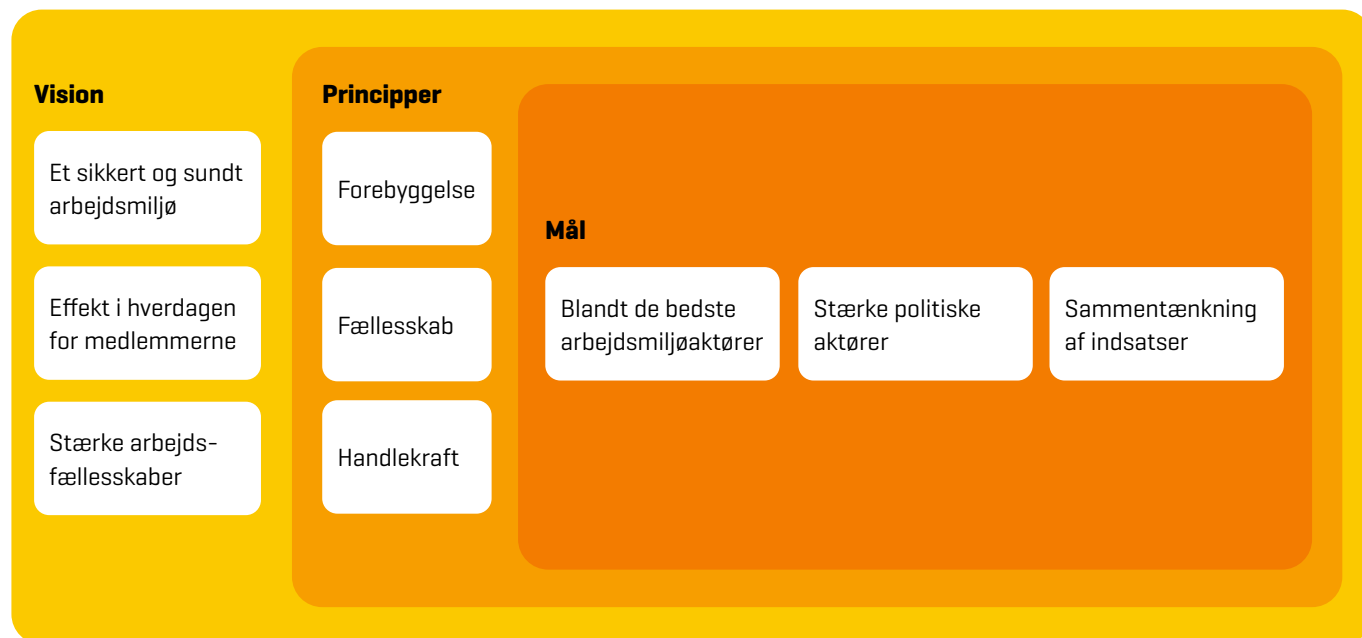 Vision
Et sikkert og sundt
arbejdsmiljø
Effekt i hverdagen
for medlemmerne
Stærke arbejds-
fællesskaber
Principper
Forebyggelse
Fællesskab
Handlekraft
Mål
Blandt de bedste
arbejdsmiljøaktører
Stærke politiske
aktører
Sammentænkning
af indsatser